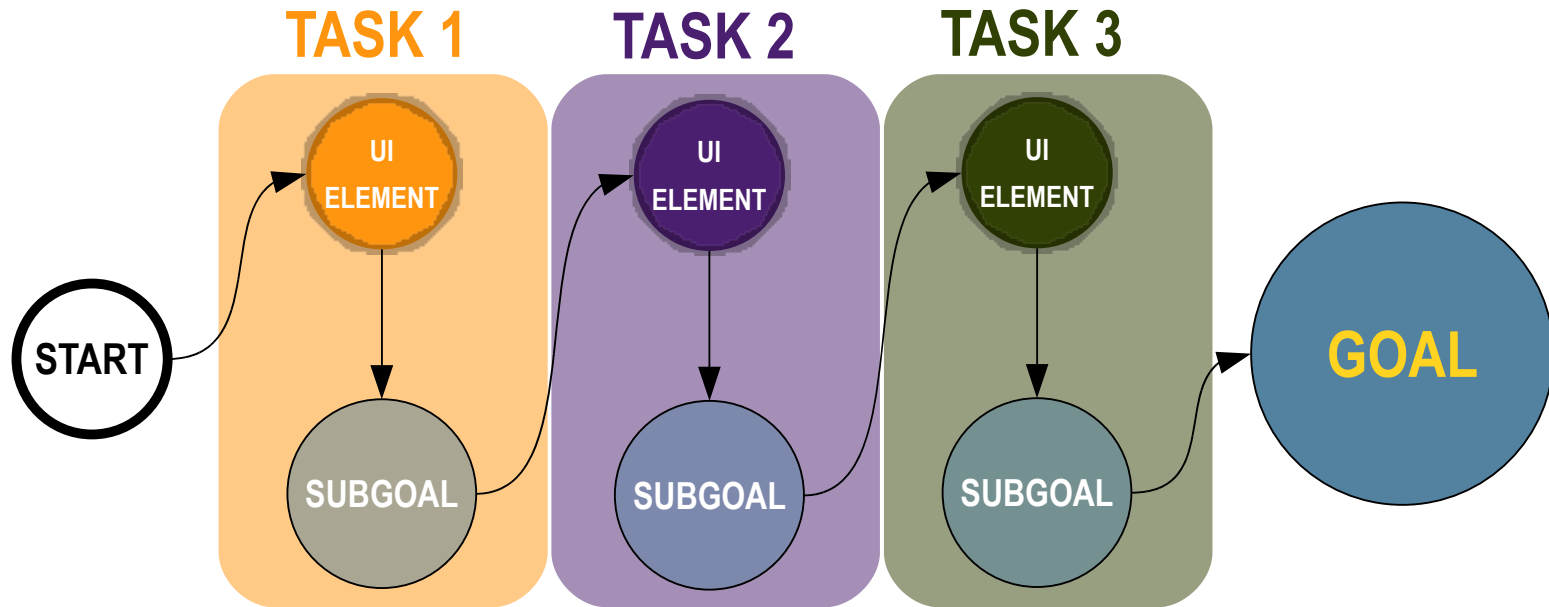 TASK 1
TASK 2
TASK 3
UI
ELEMENT
UI
ELEMENT
UI
ELEMENT
START
GOAL
SUBGOAL
SUBGOAL
SUBGOAL